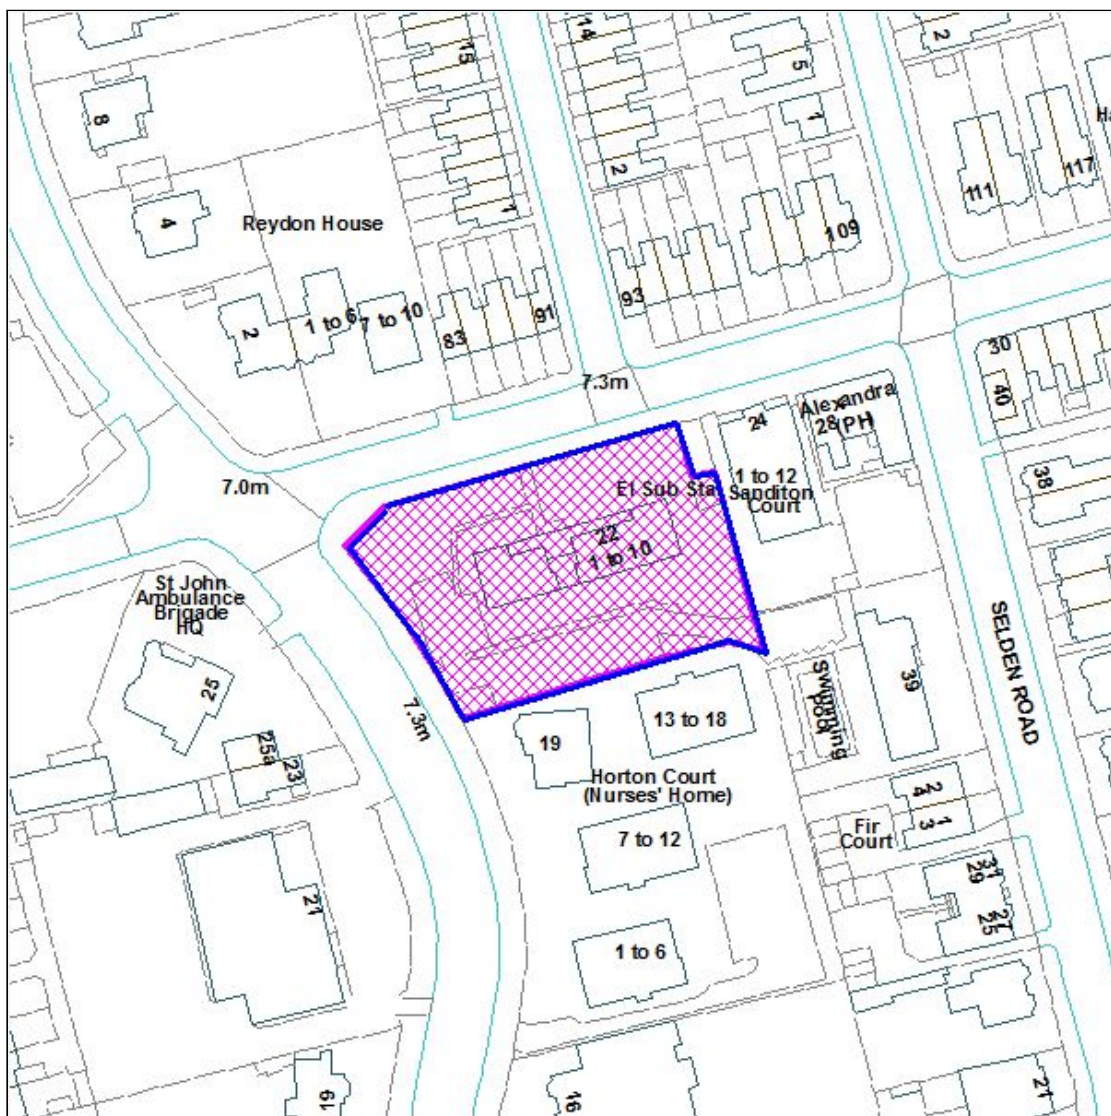 14
2
15
5
8
1
Ha
117
111
2
4
1
Reydon House
109
93
1 to 6
7 to 10
91
2
83
30
7.3m
40
Alexandra
28
(PH)
24
7.0m
1 to 12
38
El Sub Sta
Sanditon
Court
22
1 to 10
St John
Ambulance
Brigade
HQ
SELDEN ROAD
25
39
Swimming
Pool
7.3m
13 to 18
19
25a
23
Horton Court
(Nurses' Home)
2
4
1
3
Fir
Court
7 to 12
31
29
21
27
25
1 to 6
19
16
21